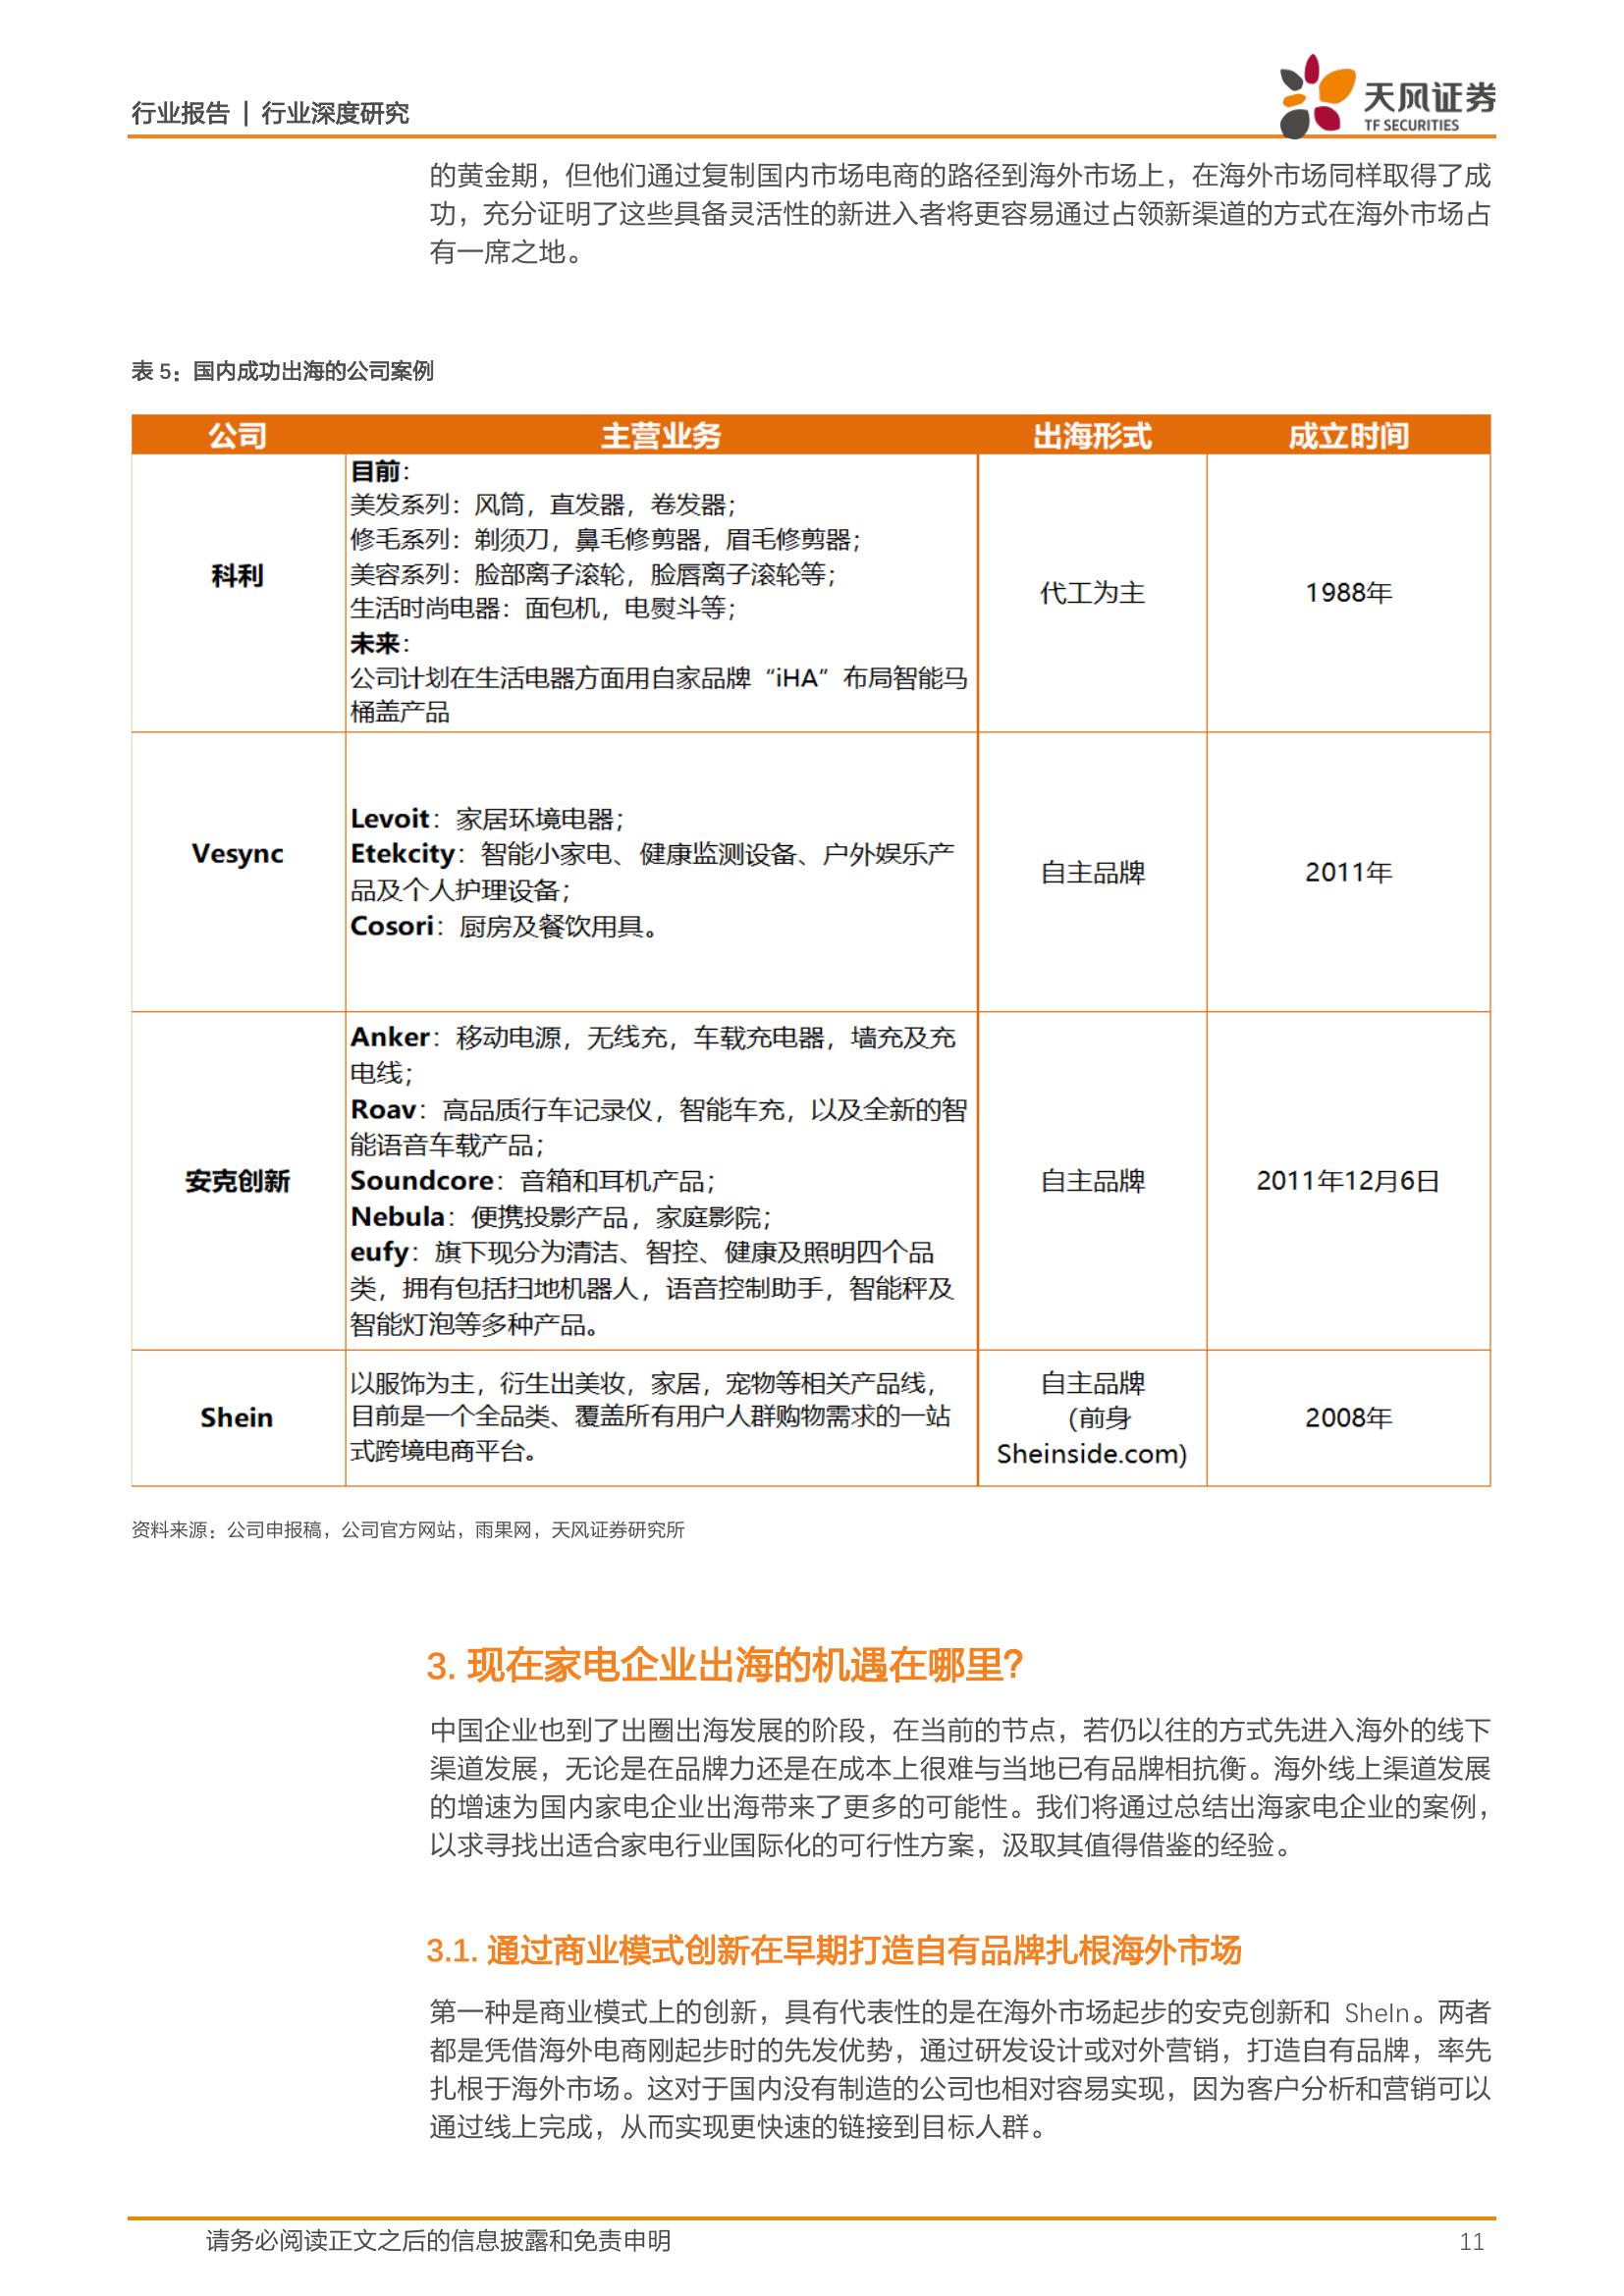 行业报告 | 行业深度研究
天风证券
TF SECURITIES
的黄金期，但他们通过复制国内市场电商的路径到海外市场上，在海外市场同样取得了成
功，充分证明了这些具备灵活性的新进入者将更容易通过占领新渠道的方式在海外市场占
有一席之地。
表 5：国内成功出海的公司案例
公司 主营业务 出海形式 成立时间
科利
目前：
美发系列：风筒，直发器，卷发器；
修毛系列：剃须刀，鼻毛修剪器，眉毛修剪器；
美容系列：脸部离子滚轮，脸唇离子滚轮等；
生活时尚电器：面包机，电熨斗等；
未来：
公司计划在生活电器方面用自家品牌“iHA”布局智能马
桶盖产品
代工为主
1988年
Vesync
Levoit：家居环境电器；
Etekcity：智能小家电、健康监测设备、户外娱乐产
品及个人护理设备；
Cosori：厨房及餐饮用具。
自主品牌
2011年
安克创新
Anker：移动电源，无线充，车载充电器，墙充及充
电线；
Roav：高品质行车记录仪，智能车充，以及全新的智
能语音车载产品；
Soundcore：音箱和耳机产品；
Nebula：便携投影产品，家庭影院；
eufy：旗下现分为清洁、智控、健康及照明四个品
类，拥有包括扫地机器人，语音控制助手，智能秤及
智能灯泡等多种产品。
自主品牌
2011年12月6日
Shein
以服饰为主，衍生出美妆，家居，宠物等相关产品线，
目前是一个全品类、覆盖所有用户人群购物需求的一站
式跨境电商平台。
自主品牌
(前身
Sheinside.com)
2008年
资料来源：公司申报稿，公司官方网站，雨果网，天风证券研究所
3. 现在家电企业出海的机遇在哪里？
中国企业也到了出圈出海发展的阶段，在当前的节点，若仍以往的方式先进入海外的线下
渠道发展，无论是在品牌力还是在成本上很难与当地已有品牌相抗衡。海外线上渠道发展
的增速为国内家电企业出海带来了更多的可能性。我们将通过总结出海家电企业的案例，
以求寻找出适合家电行业国际化的可行性方案，汲取其值得借鉴的经验。
3.1. 通过商业模式创新在早期打造自有品牌扎根海外市场
第一种是商业模式上的创新，具有代表性的是在海外市场起步的安克创新和 SheIn。两者
都是凭借海外电商刚起步时的先发优势，通过研发设计或对外营销，打造自有品牌，率先
扎根于海外市场。这对于国内没有制造的公司也相对容易实现，因为客户分析和营销可以
通过线上完成，从而实现更快速的链接到目标人群。
请务必阅读正文之后的信息披露和免责申明
11